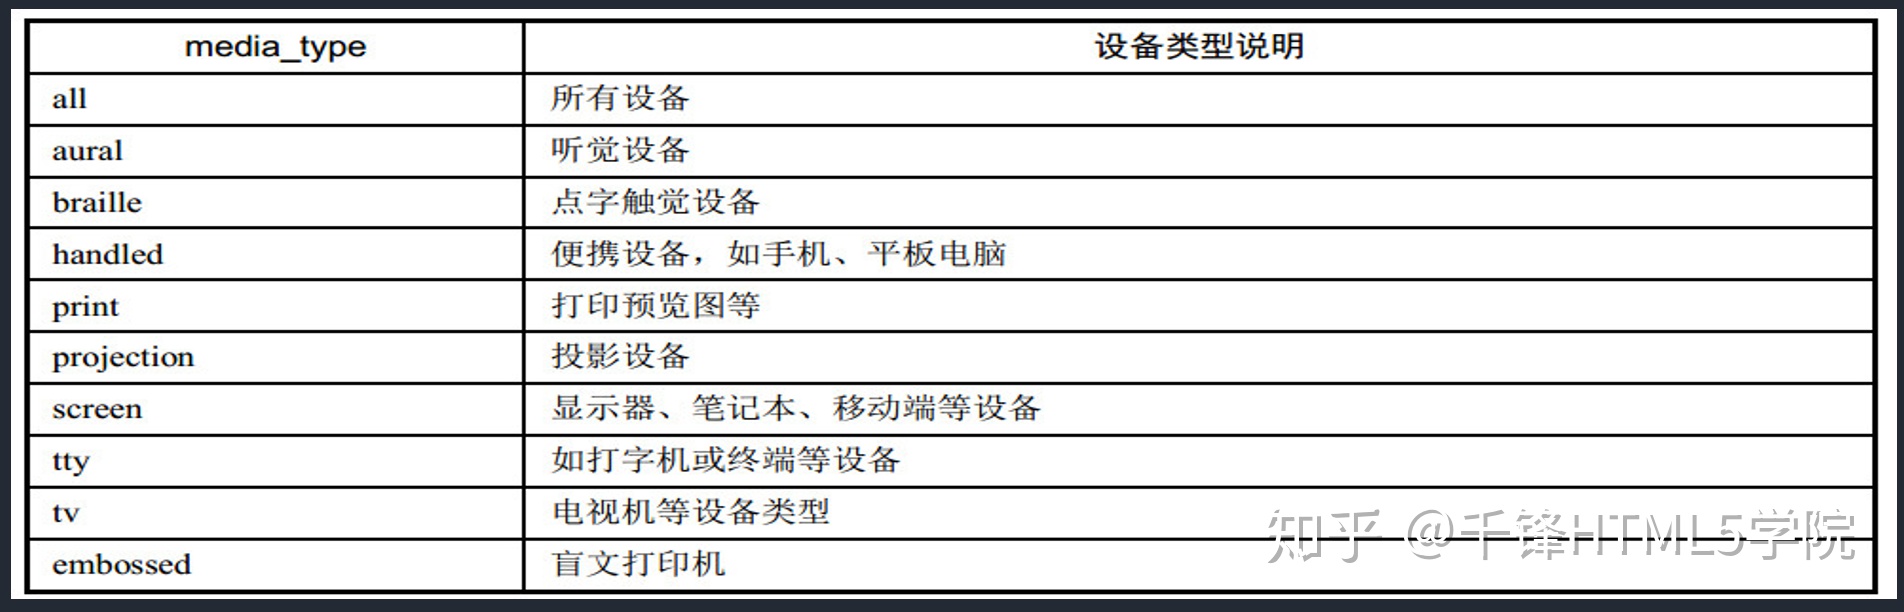 media_type 设备类型说明
all 所有设备
aural 听觉设备
braille 点字触觉设备
handled 便携设备，如手机、平板电脑
print 打印预览图等
projection 投影设备
screen 显示器、笔记本、移动端等设备
tty 如打字机或终端等设备
tv 电视机等设备类型
embossed 盲文打印机
知乎 @千锋HTML5学院